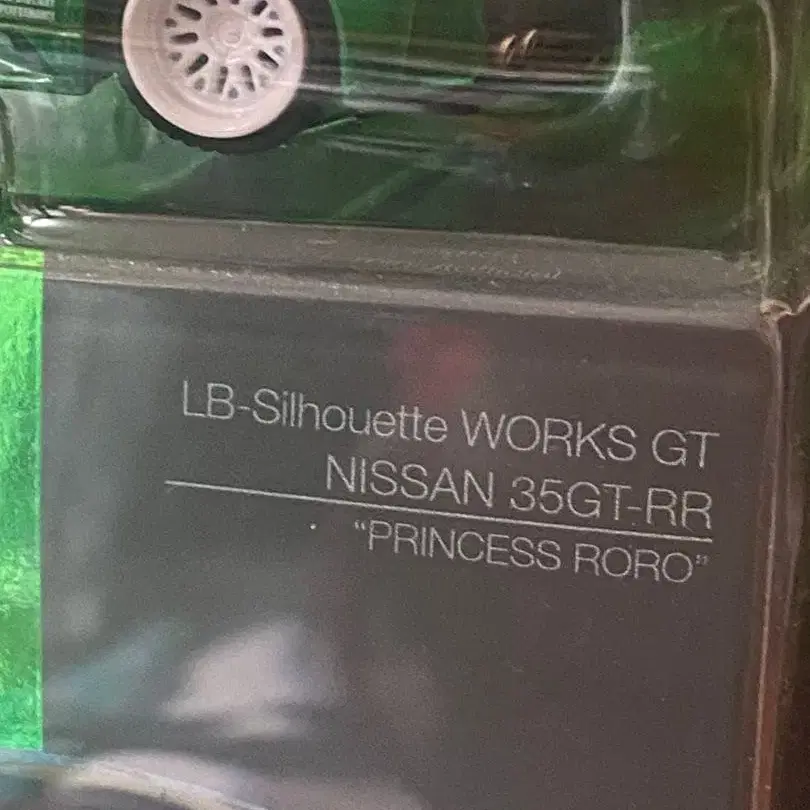 LB-Silhouette WORKS GT
NISSAN 35GT-RR
“PRINCESS RORO”